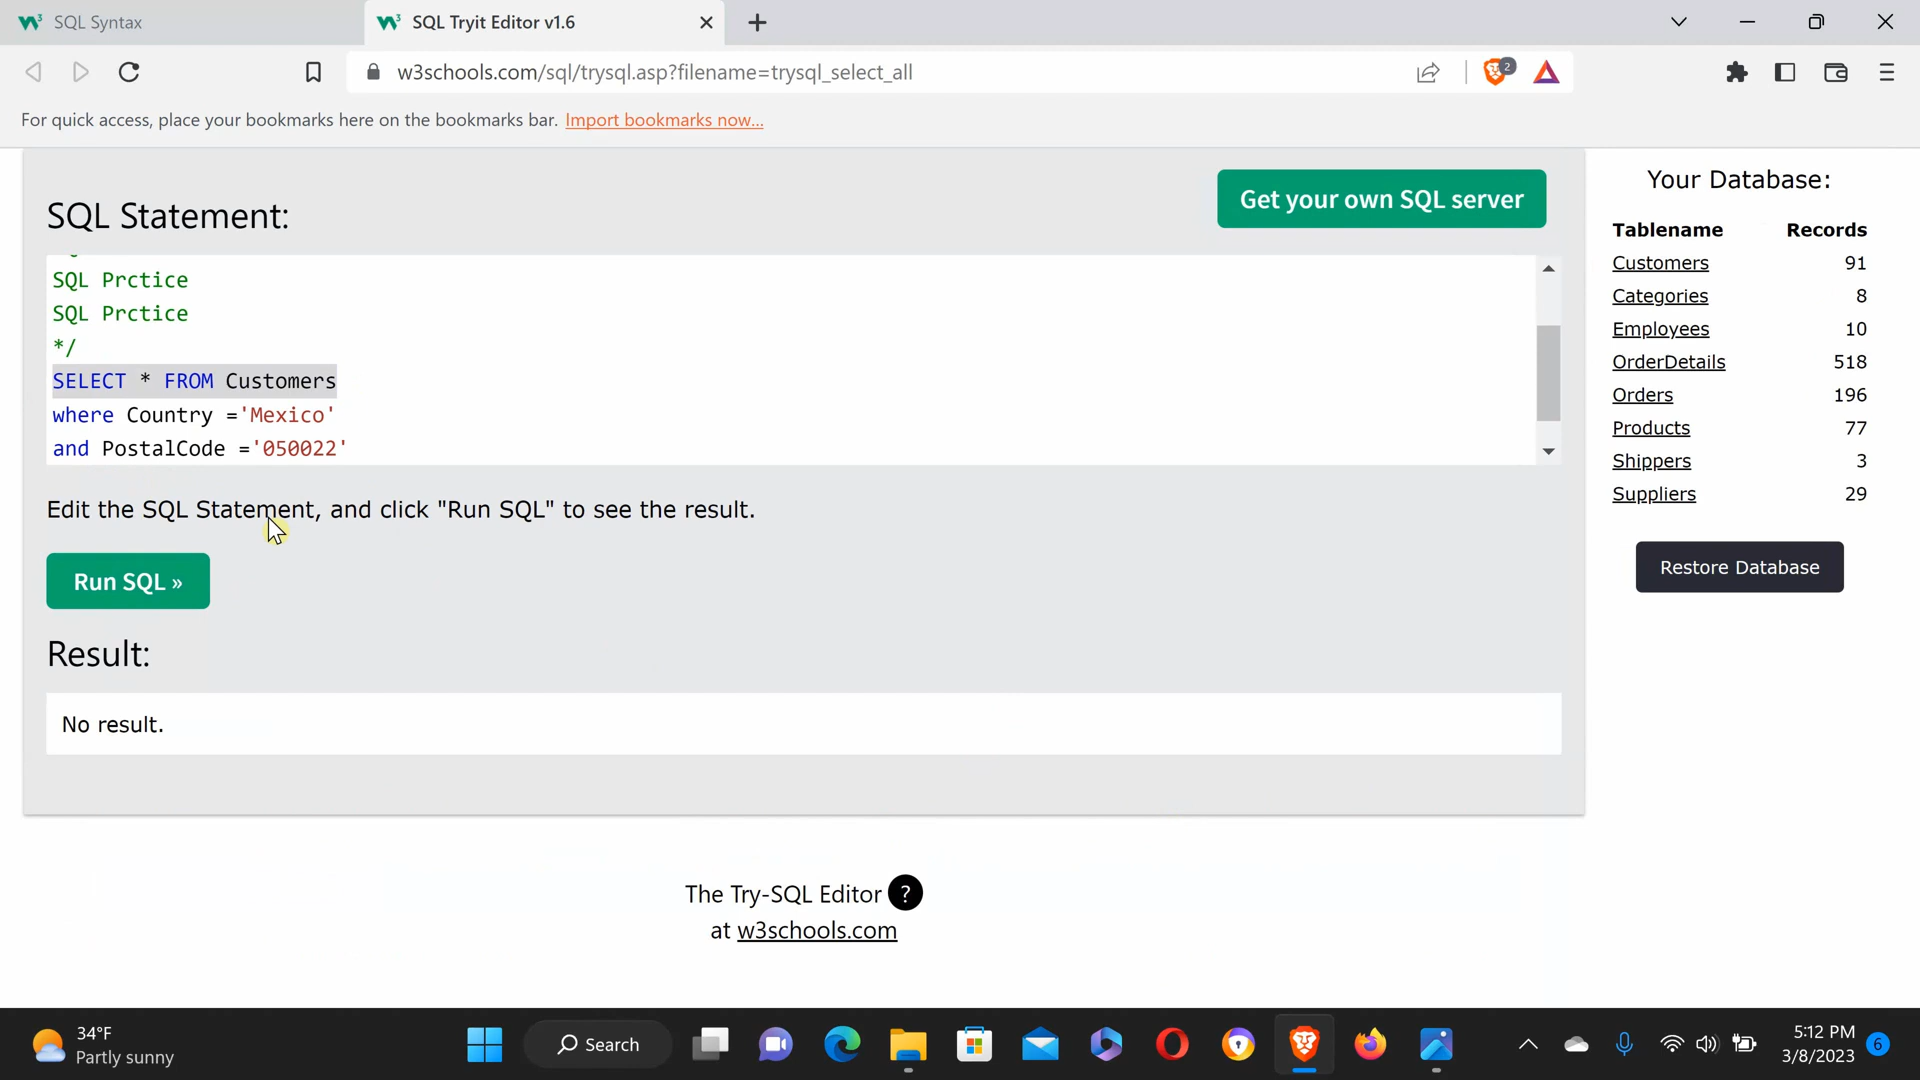 SQL Syntax
SQL Tryit Editor v1.6
w3schools.com/sql/trysql.asp?filename=trysql_select_all
2
For quick access, place your bookmarks here on the bookmarks bar. Import bookmarks now...
SQL Statement:
Get your own SQL server
SQL Prctice
SQL Prctice
*/
SELECT * FROM Customers
where Country ='Mexico'
and PostalCode ='050022'
Edit the SQL Statement, and click "Run SQL" to see the result.
Run SQL »
Result:
No result.
The Try-SQL Editor ?
at w3schools.com
Your Database:
Tablename Records
Customers 91
Categories 8
Employees 10
OrderDetails 518
Orders 196
Products 77
Shippers 3
Suppliers 29
Restore Database
34°F
Partly sunny
Search
5:12 PM
3/8/2023
6